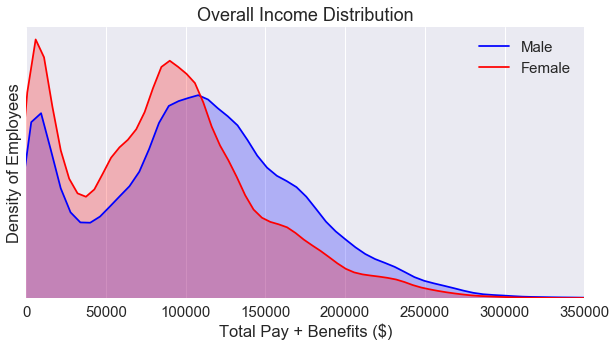 Overall Income Distribution
Male
Female
Density of Employees
0 50000 100000 150000 200000 250000 300000 350000
Total Pay + Benefits ($)